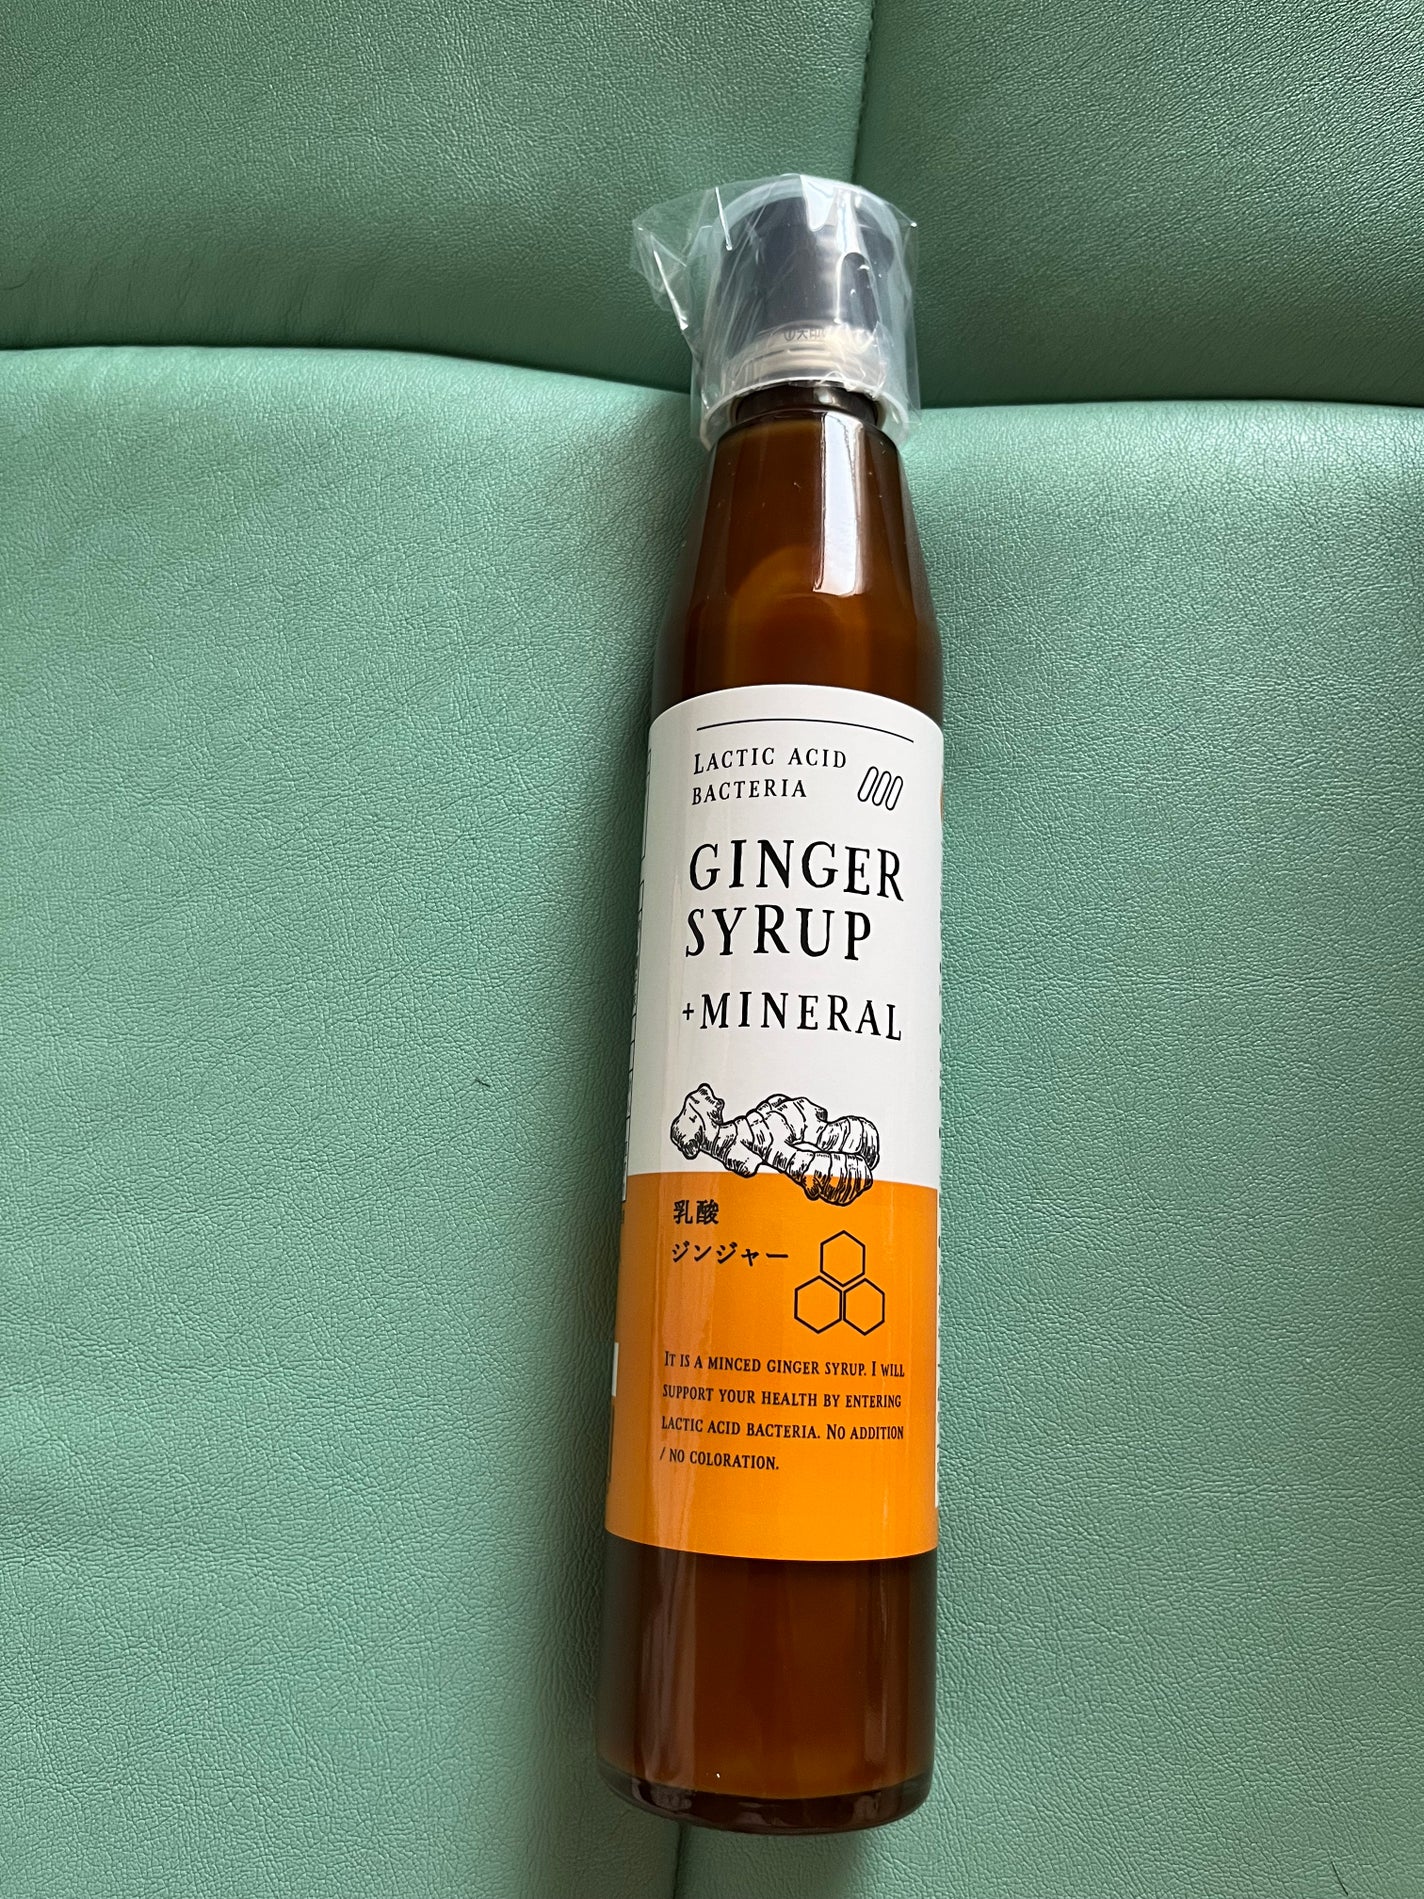 LACTIC ACID
BACTERIA
GINGER
SYRUP
+MINERAL
乳酸
ジンジャー
IT IS A MINCED GINGER SYRUP. I WILL
SUPPORT YOUR HEALTH BY ENTERING
LACTIC ACID BACTERIA. NO ADDITION
/ NO COLORATION.